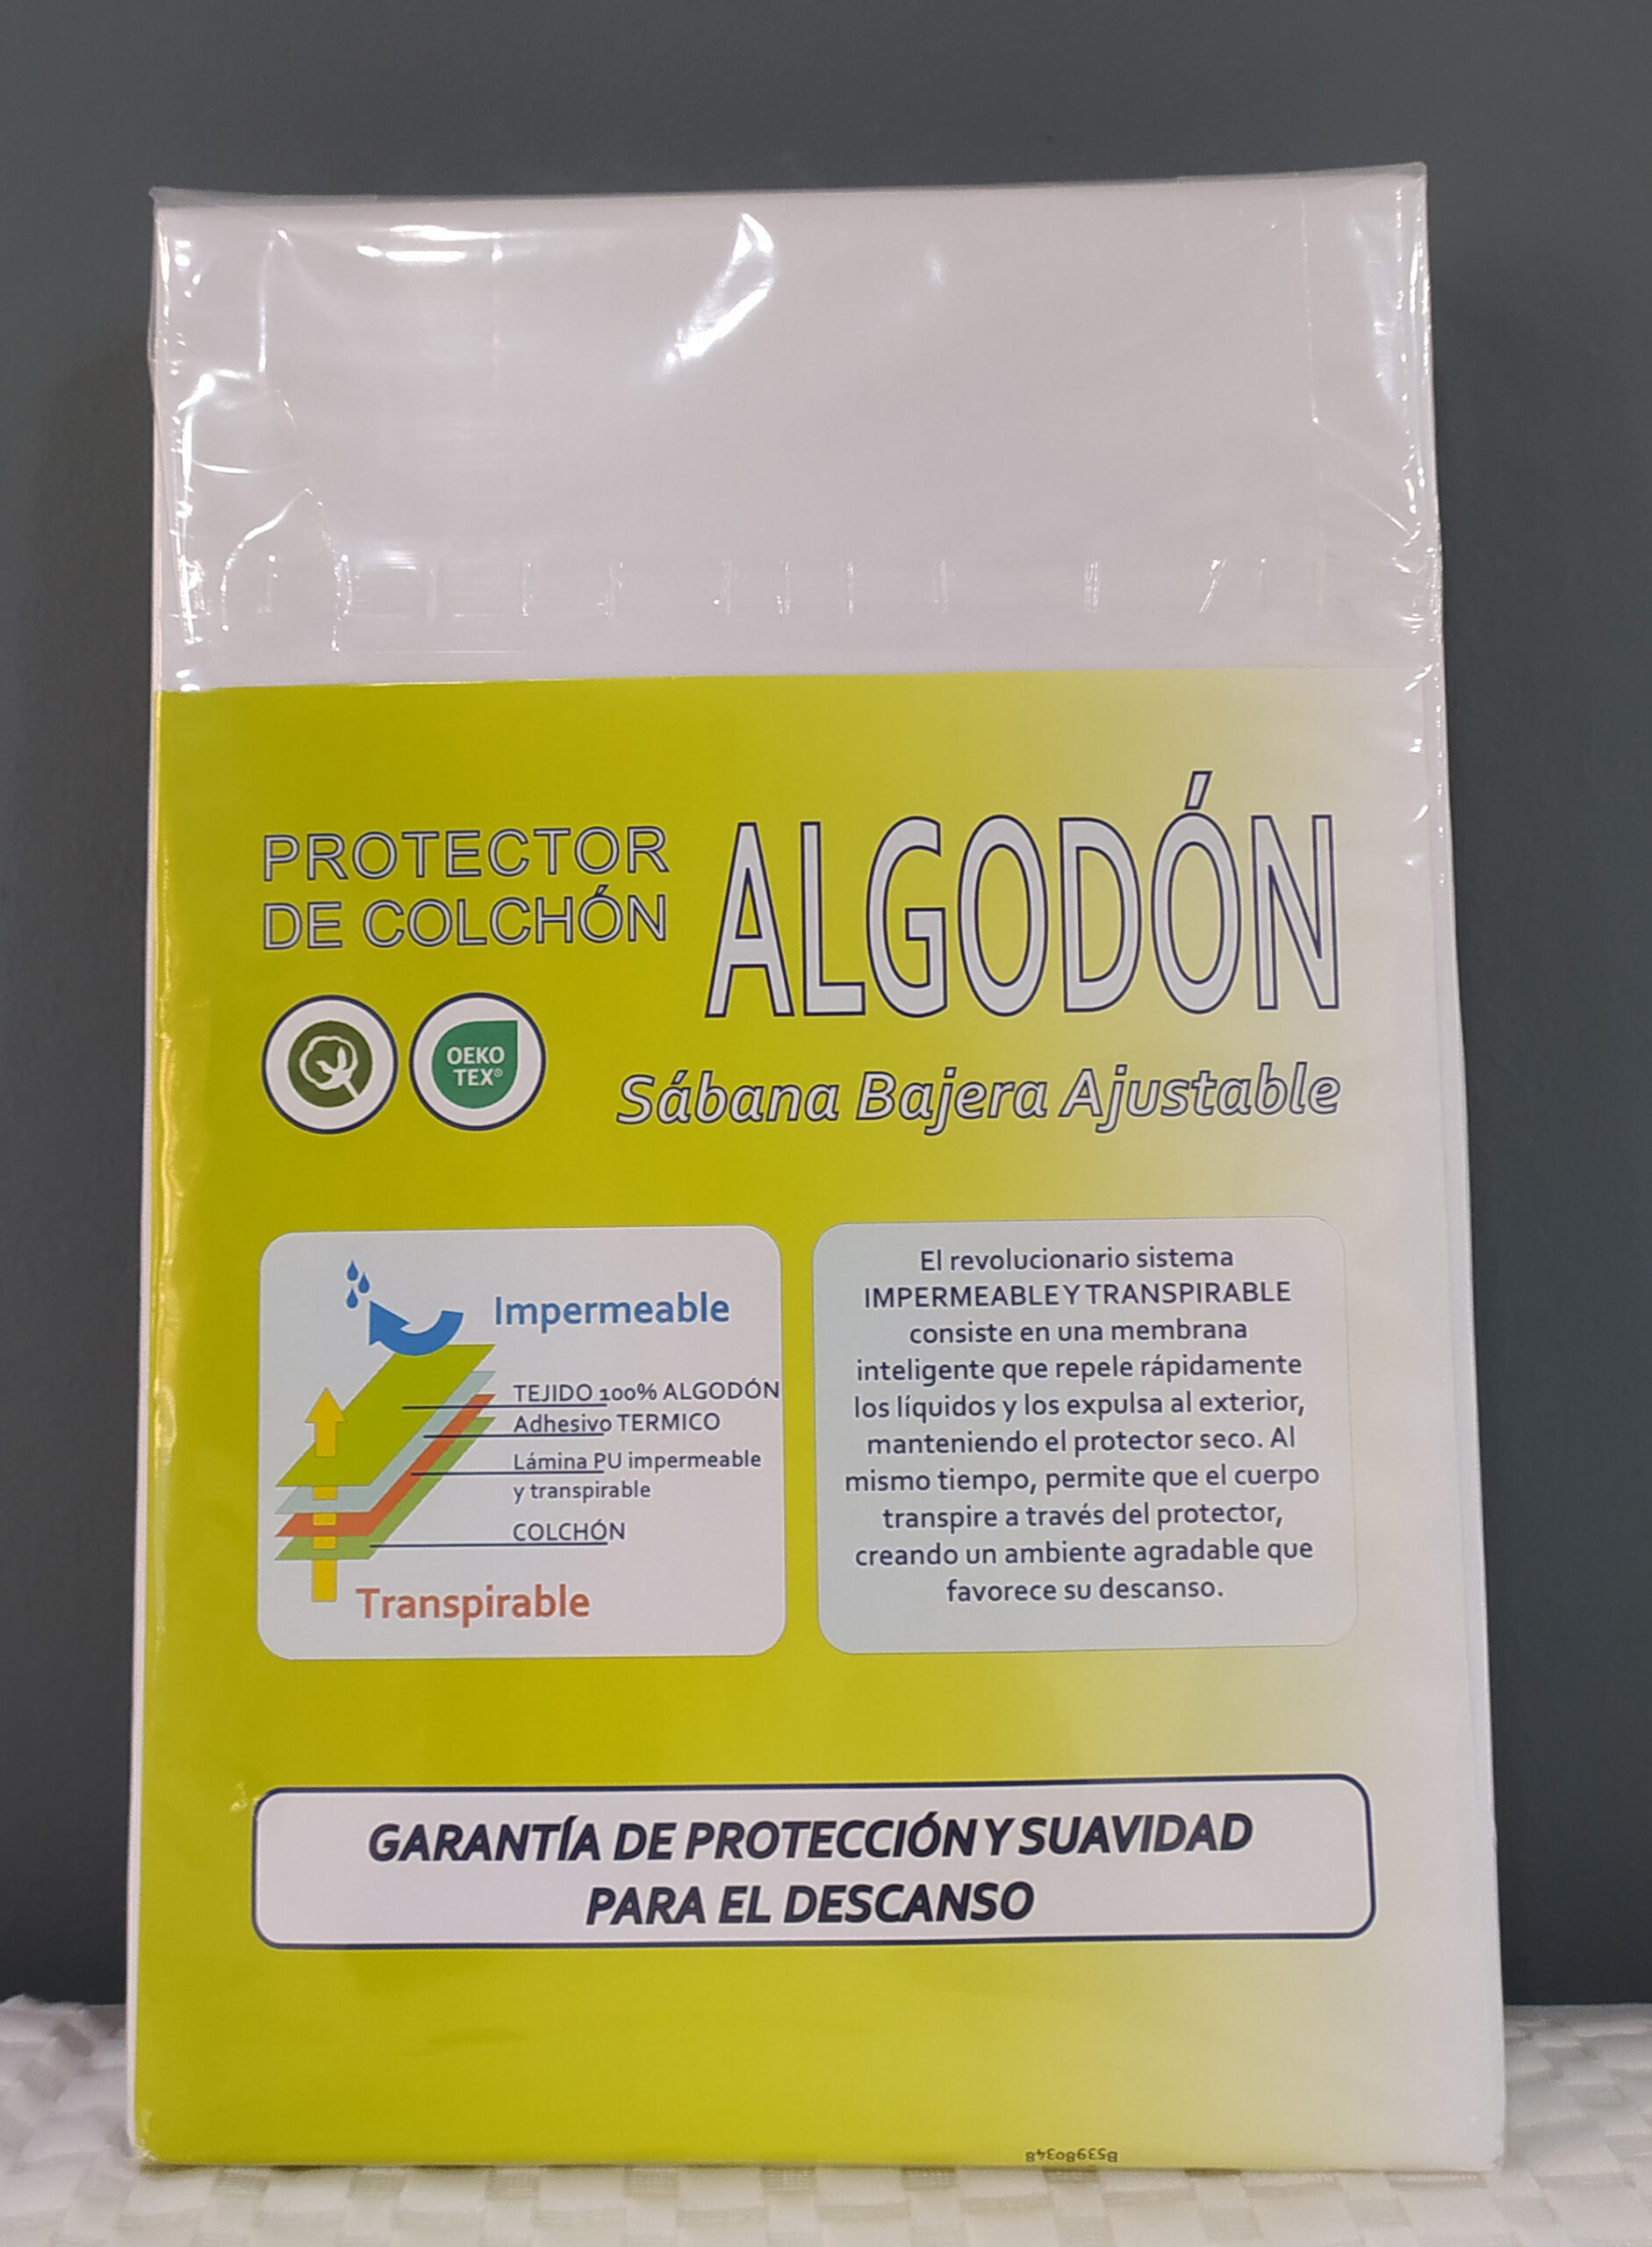 PROTECTOR
DE COLCHÓN
ALGODÓN
OEKO
TEX®
Sábana Bajera Ajustable
Impermeable
TEJIDO 100% ALGODÓN
Adhesivo TERMICO
Lámina PU impermeable
y transpirable
COLCHÓN
Transpirable
El revolucionario sistema
IMPERMEABLE Y TRANSPIRABLE
consiste en una membrana
inteligente que repele rápidamente
los líquidos y los expulsa al exterior,
manteniendo el protector seco. Al
mismo tiempo, permite que el cuerpo
transpire a través del protector,
creando un ambiente agradable que
favorece su descanso.
GARANTÍA DE PROTECCIÓN Y SUAVIDAD
PARA EL DESCANSO
B53980348